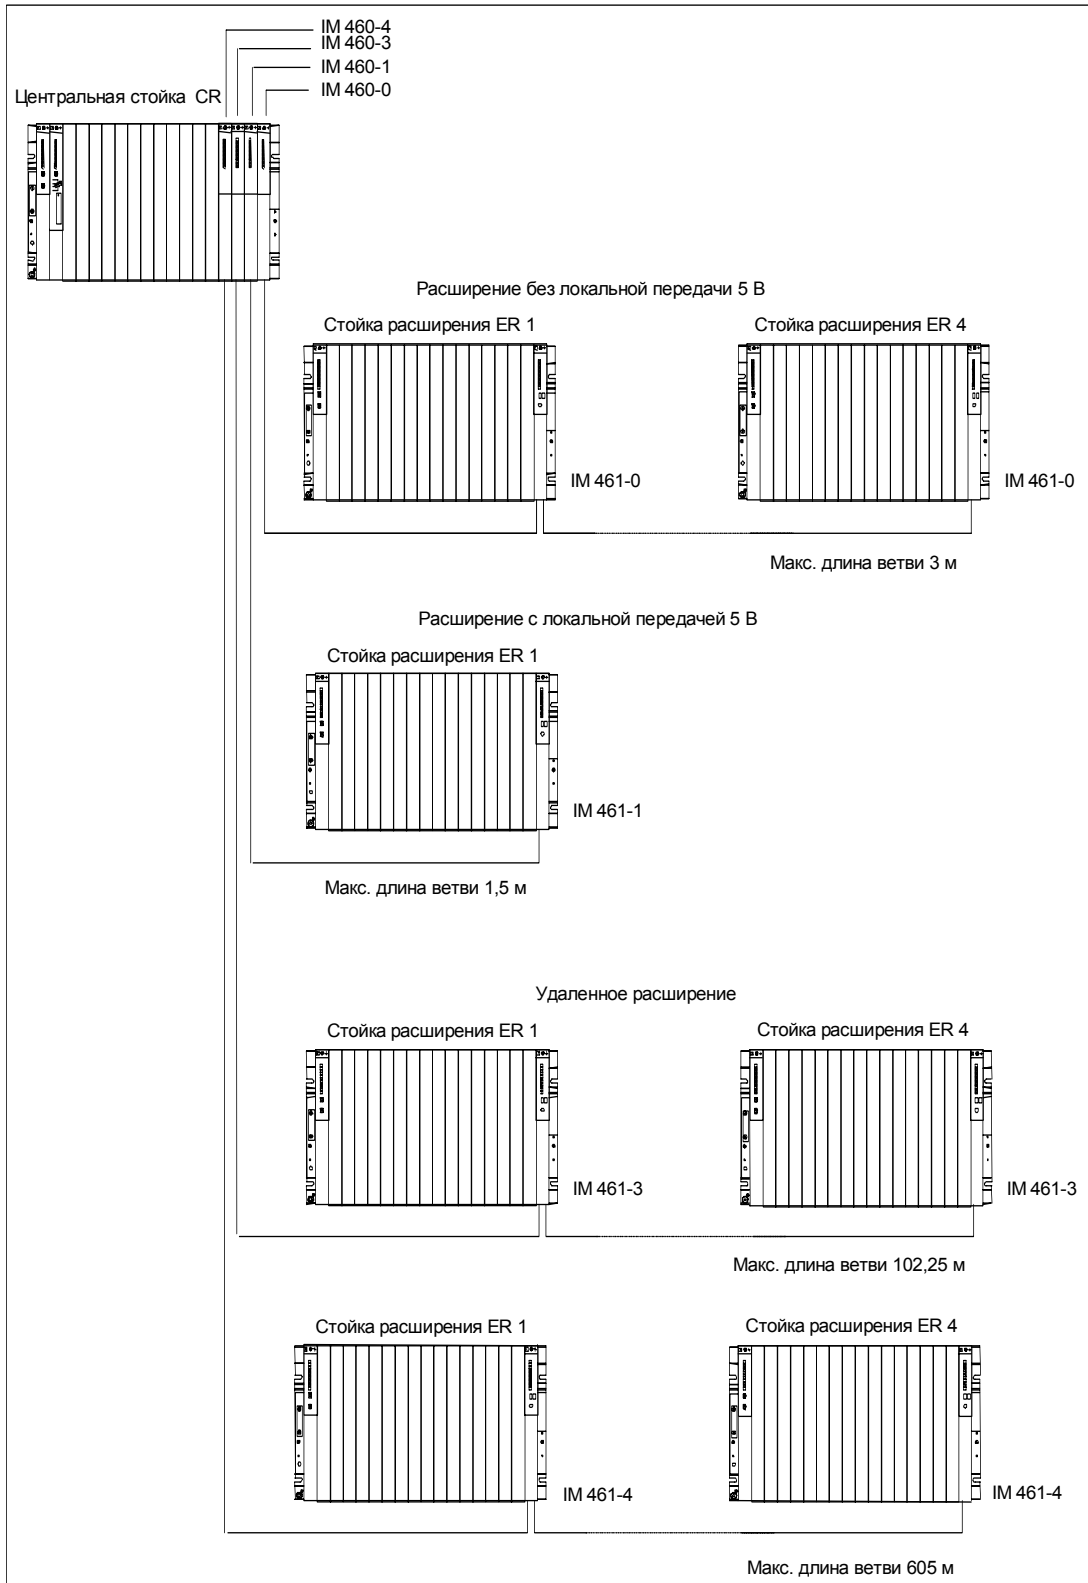 IM 460-4
IM 460-3
IM 460-1
IM 460-0
Центральная стойка CR
Расширение без локальной передачи 5 В
Стойка расширения ER 1
Стойка расширения ER 4
IM 461-0
IM 461-0
Макс. длина ветви 3 м
Расширение с локальной передачей 5 В
Стойка расширения ER 1
IM 461-1
Макс. длина ветви 1,5 м
Удаленное расширение
Стойка расширения ER 1
Стойка расширения ER 4
IM 461-3
IM 461-3
Макс. длина ветви 102,25 м
Стойка расширения ER 1
Стойка расширения ER 4
IM 461-4
IM 461-4
Макс. длина ветви 605 м